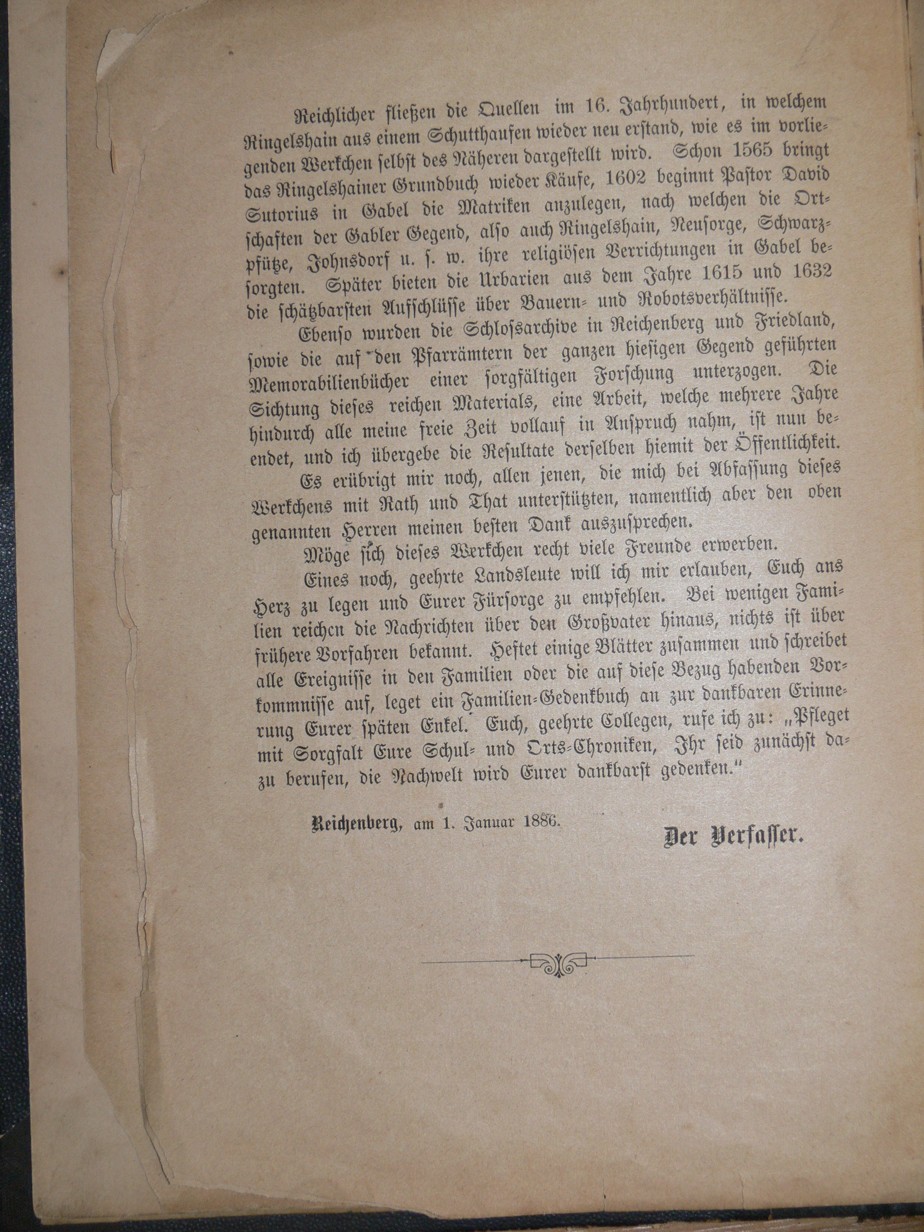 Reichlicher fließen die Quellen im 16. Jahrhundert, in welchem
Ringelshain aus einem Schutthaufen wieder neu erstand, wie es im vorlie-
genden Werkchen selbst des Näheren dargestellt wird. Schon 1565 bringt
das Ringelshainer Grundbuch wieder Käufe, 1602 beginnt Pastor David
Sutorius in Gabel die Matriken anzulegen, nach welchen die Ort-
schaften der Gabler Gegend, also auch Ringelshain, Neusorge, Schwarz-
pfütze, Johnsdorf u. s. w. ihre religiösen Verrichtungen in Gabel be-
sorgten. Später bieten die Urbarien aus dem Jahre 1615 und 1632
die schätzbarsten Aufschlüsse über Bauern- und Robotsverhältnisse.
Ebenso wurden die Schlossarchive in Reichenberg und Friedland,
sowie die auf den Pfarrämtern der ganzen hiesigen Gegend geführten
Memorabilienbücher einer sorgfältigen Forschung unterzogen. Die
Sichtung dieses reichen Materials, eine Arbeit, welche mehrere Jahre
hindurch alle meine freie Zeit vollauf in Anspruch nahm, ist nun be-
endet, und ich übergebe die Resultate derselben hiemit der Öffentlichkeit.
Es erübrigt mir noch, allen jenen, die mich bei Abfassung dieses
Werkchens mit Rath und That unterstützten, namentlich aber den oben
genannten Herren meinen besten Dank auszusprechen.
Möge sich dieses Werkchen recht viele Freunde erwerben.
Eines noch, geehrte Landsleute will ich mir erlauben, Euch ans
Herz zu legen und Eurer Fürsorge zu empfehlen. Bei wenigen Fami-
lien reichen die Nachrichten über den Großvater hinaus, nichts ist über
frühere Vorfahren bekannt. Heftet einige Blätter zusammen und schreibet
alle Ereignisse in den Familien oder die auf diese Bezug habenden Vor-
kommnisse auf, leget ein Familien-Gedenkbuch an zur dankbaren Erinne-
rung Eurer späten Enkel. Euch, geehrte Collegen, rufe ich zu: „Pfleget
mit Sorgfalt Eure Schul- und Orts-Chroniken, Ihr seid zunächst da-
zu berufen, die Nachwelt wird Eurer dankbarst gedenken."
Reichenberg, am 1. Januar 1886.
Der Verfasser.